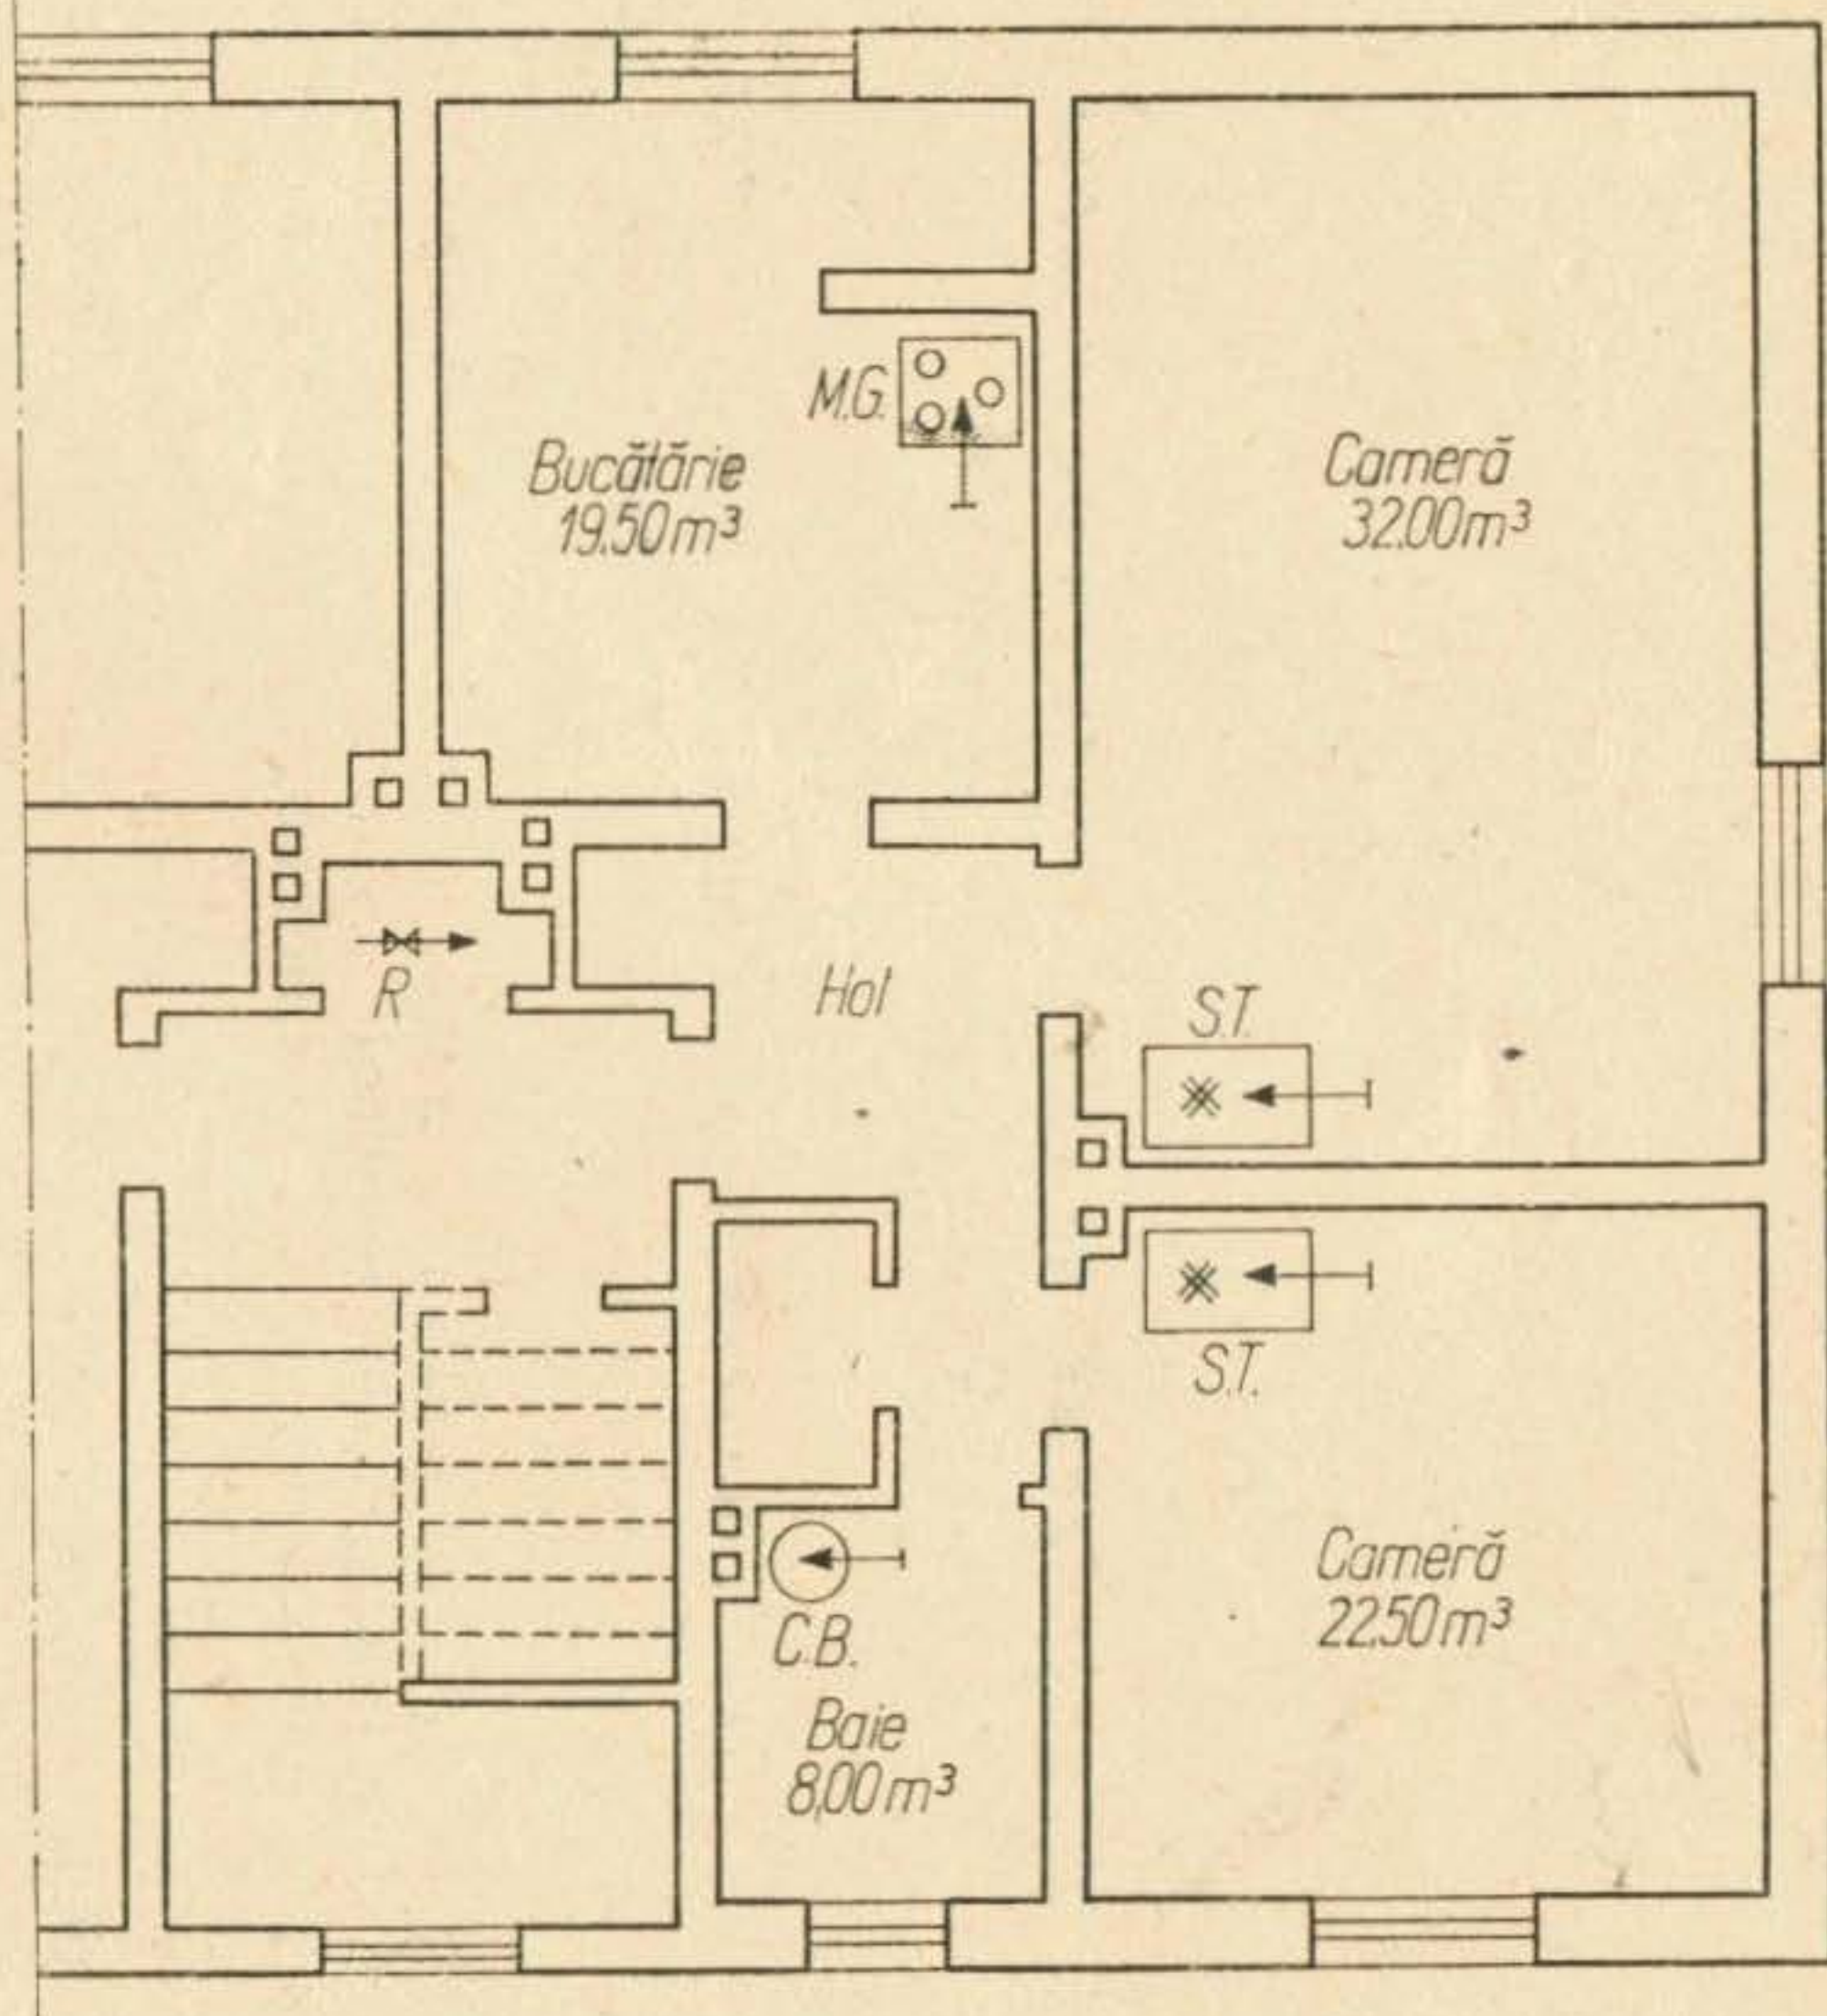 M.G.
Bucătărie
19.50 m³
Cameră
32.00 m³
R
Hol
S.T.
S.T.
C.B.
Baie
8,00 m³
Cameră
22,50 m³